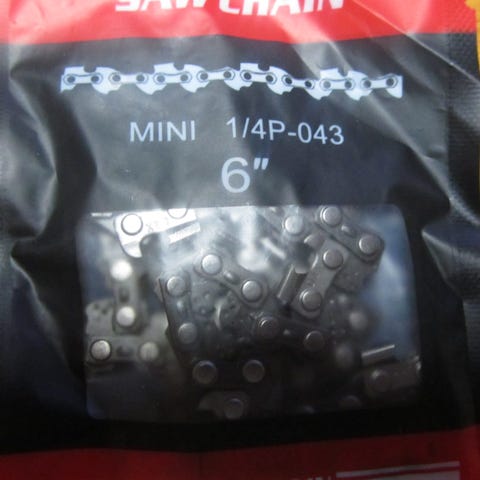 SAW CHAIN
MINI 1/4P-043
6"